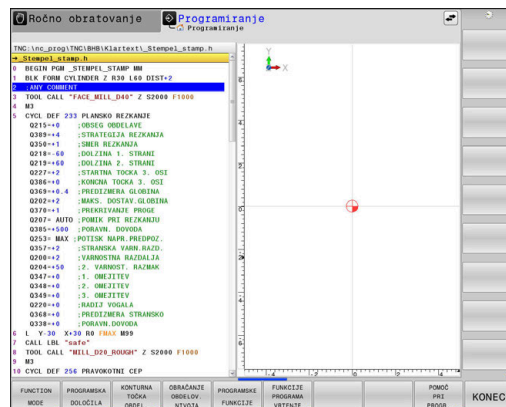 Ročno obratovanje
Programiranje
Programiranje
TNC:\nc_prog\TNC\BHB\Klartext\_Stempel_stamp.h
→_Stempel_stamp.h
0 BEGIN PGM _STEMPEL_STAMP MM
1 BLK FORM CYLINDER Z R30 L60 DIST+2
2 ;ANY COMMENT
3 TOOL CALL "FACE_MILL_D40" Z S2000 F1000
4 M3
5 CYCL DEF 233 PLANSKO REZKANJE
Q215=+0 ;OBSEG OBDELAVE
Q389=+4 ;STRATEGIJA REZKANJA
Q350=+1 ;SMER REZKANJA
Q218=-60 ;DOLZINA 1. STRANI
Q219=+60 ;DOLZINA 2. STRANI
Q227=+2 ;STARTNA TOCKA 3. OSI
Q386=+0 ;KONCNA TOCKA 3. OSI
Q369=+0.4 ;PREDIZMERA GLOBINA
Q202=+2 ;MAKS. DOSTAV.GLOBINA
Q370=+1 ;PREKRIVANJE PROGE
Q207= AUTO ;POMIK PRI REZKANJU
Q385=+500 ;PORAVN. DOVODA
Q253= MAX ;POTISK NAPR.PREDPOZ.
Q357=+2 ;STRANSKA VARN.RAZD.
Q200=+2 ;VARNOSTNA RAZDALJA
Q204=+50 ;2. VARNOST. RAZMAK
Q347=+0 ;1. OMEJITEV
Q348=+0 ;2. OMEJITEV
Q349=+0 ;3. OMEJITEV
Q220=+0 ;RADIJ VOGALA
Q368=+0 ;PREDIZMERA STRANSKO
Q338=+0 ;PORAVN.DOVODA
6 L Y-30 X+30 R0 FMAX M99
7 CALL LBL "safe"
8 TOOL CALL "MILL_D20_ROUGH" Z S2000 F1000
9 M3
10 CYCL DEF 256 PRAVOKOTNI CEP
Y
X
FUNCTION
MODE
PROGRAMSKA
DOLOČILA
KONTURNA
TOČKA
OBDEL.
OBRAČANJE
OBDELOV.
NIVOJA
PROGRAMSKE
FUNKCIJE
FUNKCIJE
PROGRAMA
VRTENJE
POMOČ
PRI
PROGR.
KONEC